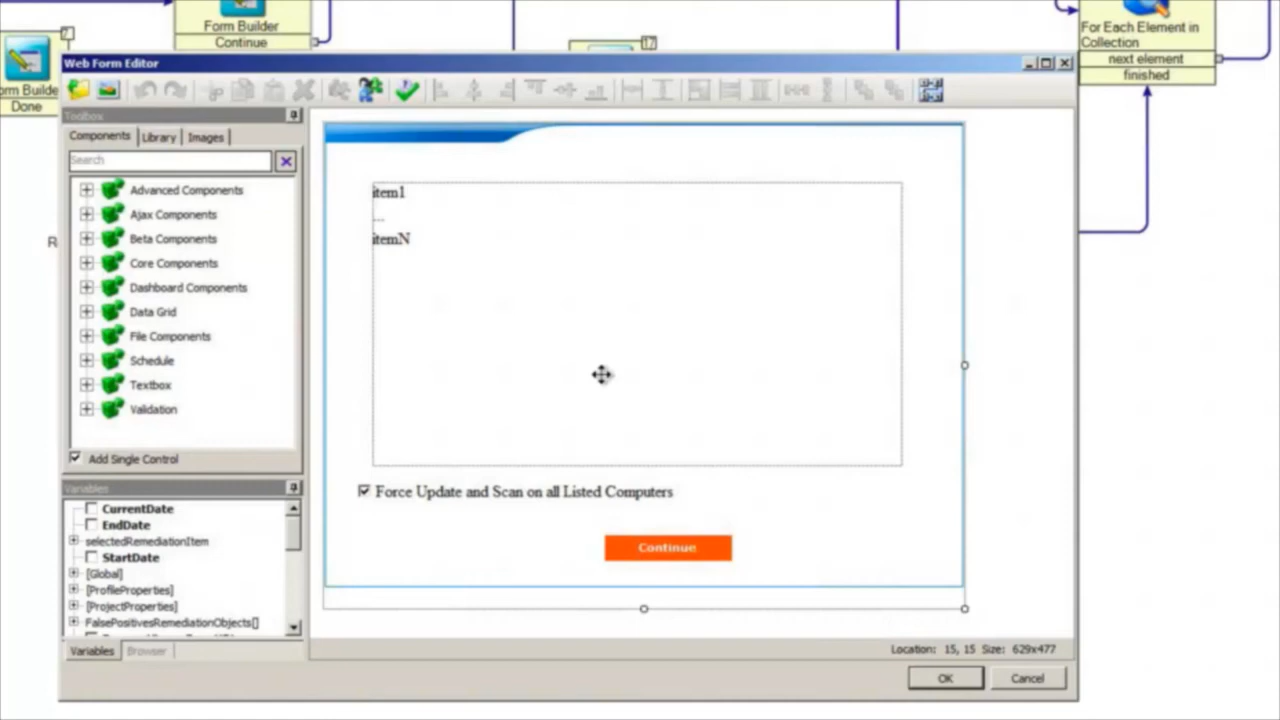 Form Builder
Continue
7
Done
17
For Each Element in
Collection
next element
finished
Web Form Editor
Toolbox
Components
Library
Images
Search
Advanced Components
Ajax Components
Beta Components
Core Components
Dashboard Components
Data Grid
File Components
Schedule
Textbox
Validation
Add Single Control
Variables
CurrentDate
EndDate
selectedRemediationItem
StartDate
[Global]
[ProfileProperties]
[ProjectProperties]
FalsePositivesRemediationObjects[]
Variables
Browser
item1
...
itemN
Force Update and Scan on all Listed Computers
Continue
Location: 15, 15 Size: 629x477
OK
Cancel